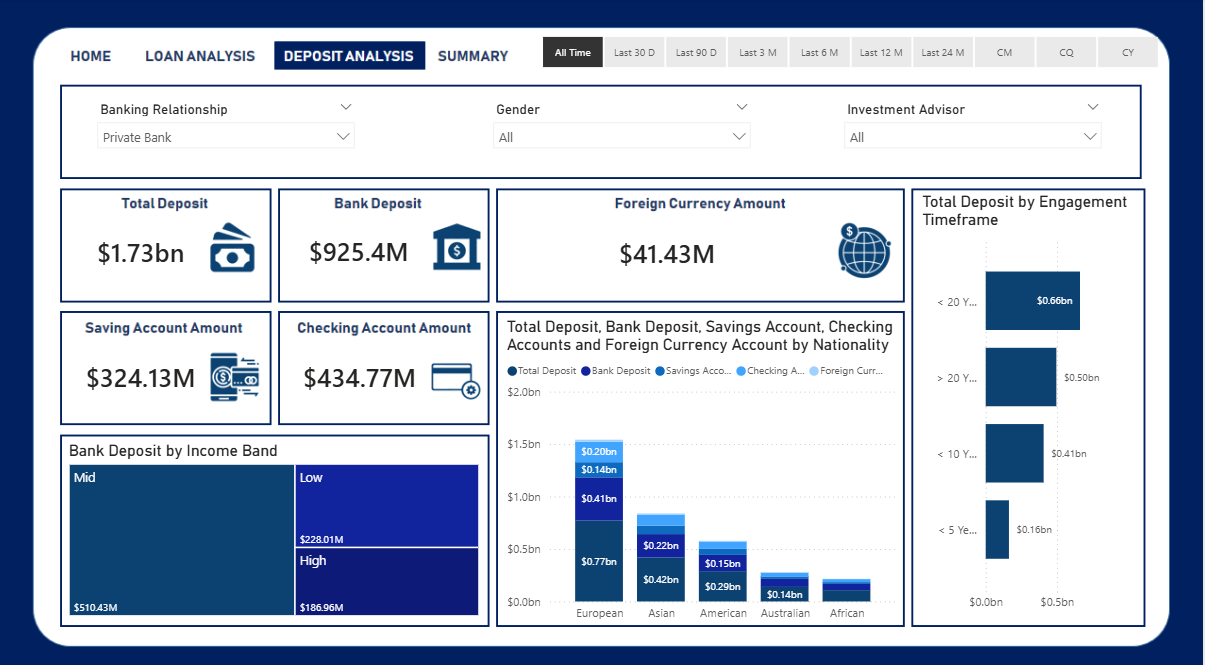 HOME LOAN ANALYSIS DEPOSIT ANALYSIS SUMMARY
All Time Last 30 D Last 90 D Last 3 M Last 6 M Last 12 M Last 24 M CM CQ CY
Banking Relationship
Private Bank
Gender
All
Investment Advisor
All
Total Deposit
$1.73bn
Bank Deposit
$925.4M
Foreign Currency Amount
$41.43M
Saving Account Amount
$324.13M
Checking Account Amount
$434.77M
Bank Deposit by Income Band
Mid
$510.43M
Low
$228.01M
High
$186.96M
Total Deposit, Bank Deposit, Savings Account, Checking
Accounts and Foreign Currency Account by Nationality
Total Deposit Bank Deposit Savings Acco... Checking A... Foreign Curr...
$2.0bn
$1.5bn
$1.0bn
$0.5bn
$0.0bn
$0.20bn
$0.14bn
$0.41bn
$0.77bn
$0.22bn
$0.42bn
$0.15bn
$0.29bn
$0.14bn
European Asian American Australian African
Total Deposit by Engagement
Timeframe
< 20 Y... $0.66bn
> 20 Y... $0.50bn
< 10 Y... $0.41bn
< 5 Ye... $0.16bn
$0.0bn $0.5bn